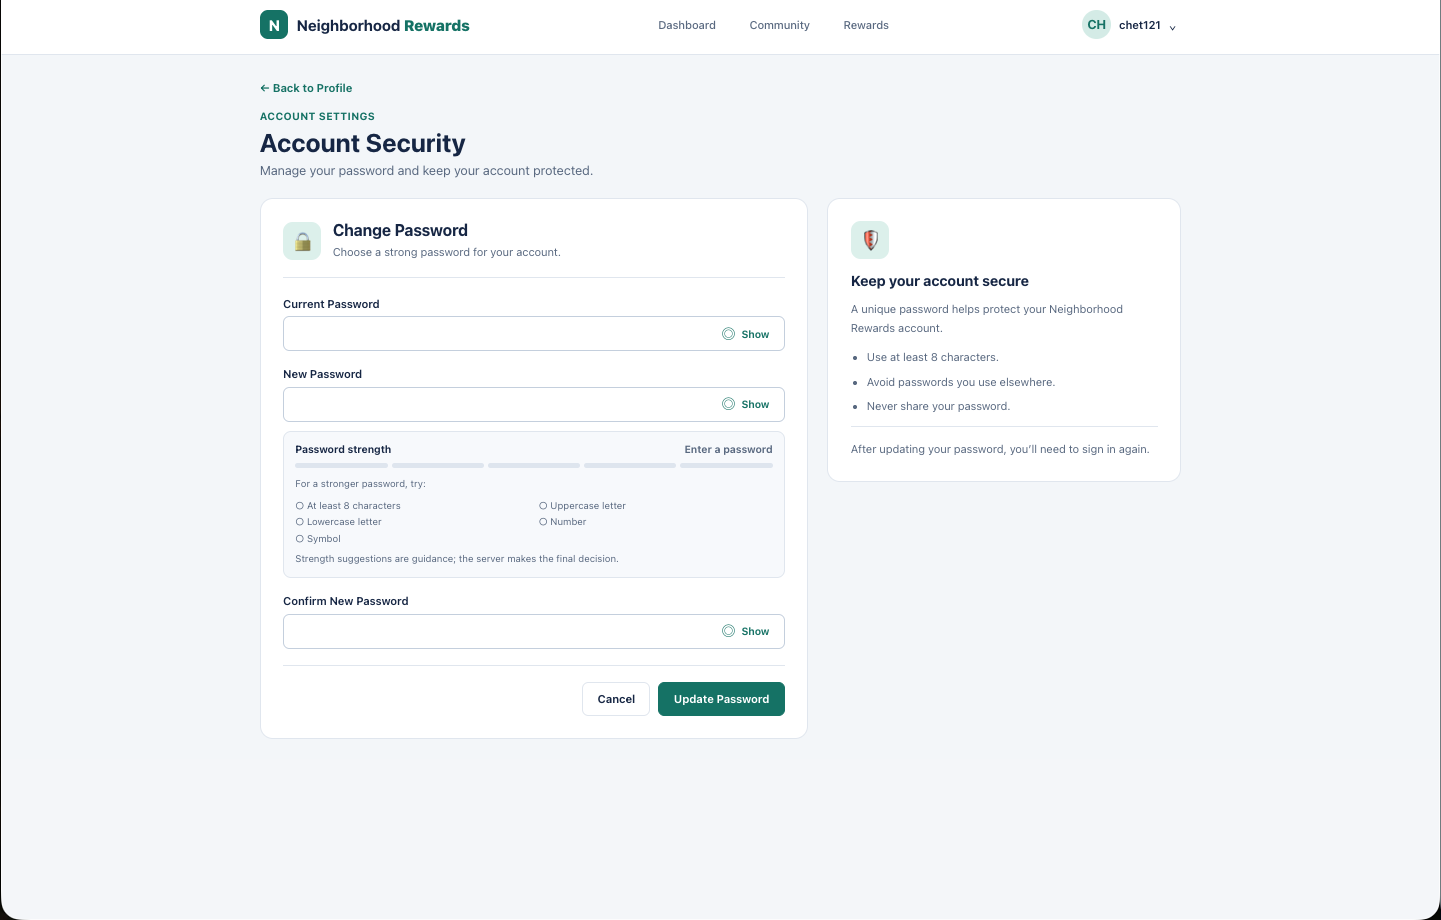 N Neighborhood Rewards
Dashboard Community Rewards
CH chet121
← Back to Profile
ACCOUNT SETTINGS
Account Security
Manage your password and keep your account protected.
Change Password
Choose a strong password for your account.
Current Password
Show
New Password
Show
Password strength Enter a password
For a stronger password, try:
At least 8 characters Uppercase letter
Lowercase letter Number
Symbol
Strength suggestions are guidance; the server makes the final decision.
Confirm New Password
Show
Cancel Update Password
Keep your account secure
A unique password helps protect your Neighborhood
Rewards account.
• Use at least 8 characters.
• Avoid passwords you use elsewhere.
• Never share your password.
After updating your password, you’ll need to sign in again.